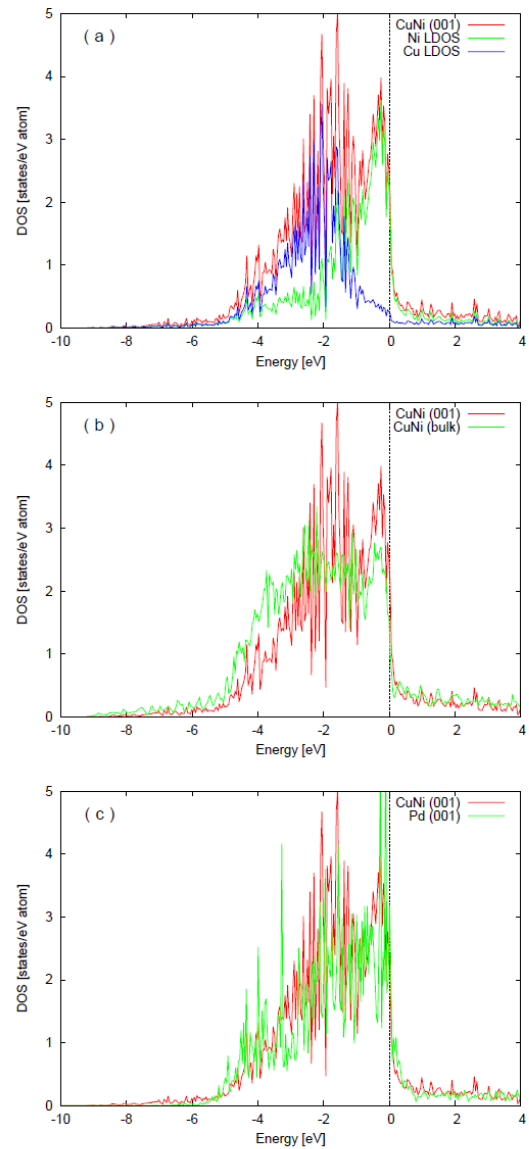 ( a )
CuNi (001)
Ni LDOS
Cu LDOS
DOS [states/eV atom]
5
4
3
2
1
0
-10 -8 -6 -4 -2 0 2 4
Energy [eV]
( b )
CuNi (001)
CuNi (bulk)
DOS [states/eV atom]
5
4
3
2
1
0
-10 -8 -6 -4 -2 0 2 4
Energy [eV]
( c )
CuNi (001)
Pd (001)
DOS [states/eV atom]
5
4
3
2
1
0
-10 -8 -6 -4 -2 0 2 4
Energy [eV]